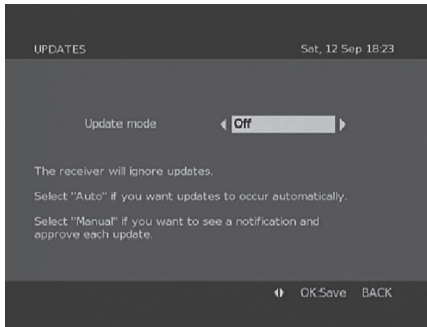 UPDATES Sat, 12 Sep 18:23
Update mode Off
The receiver will ignore updates.
Select "Auto" if you want updates to occur automatically.
Select "Manual" if you want to see a notification and
approve each update.
OK:Save BACK